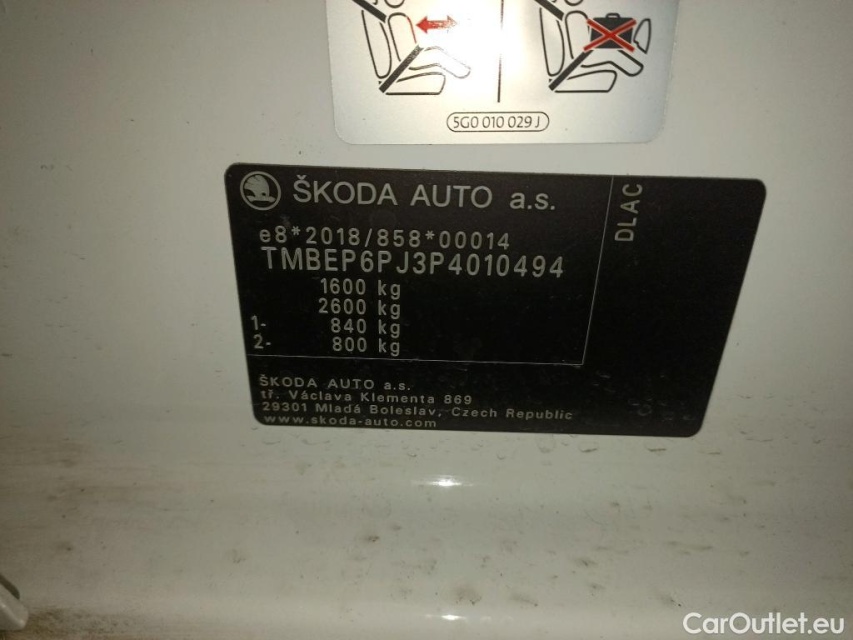 5G0 010 029 J
ŠKODA AUTO a.s.
DLAC
e8*2018/858*00014
TMBEP6PJ3P4010494
1600 kg
2600 kg
1- 840 kg
2- 800 kg
ŠKODA AUTO a.s.
tř. Václava Klementa 869
29301 Mladá Boleslav, Czech Republic
www.skoda-auto.com
CarOutlet.eu